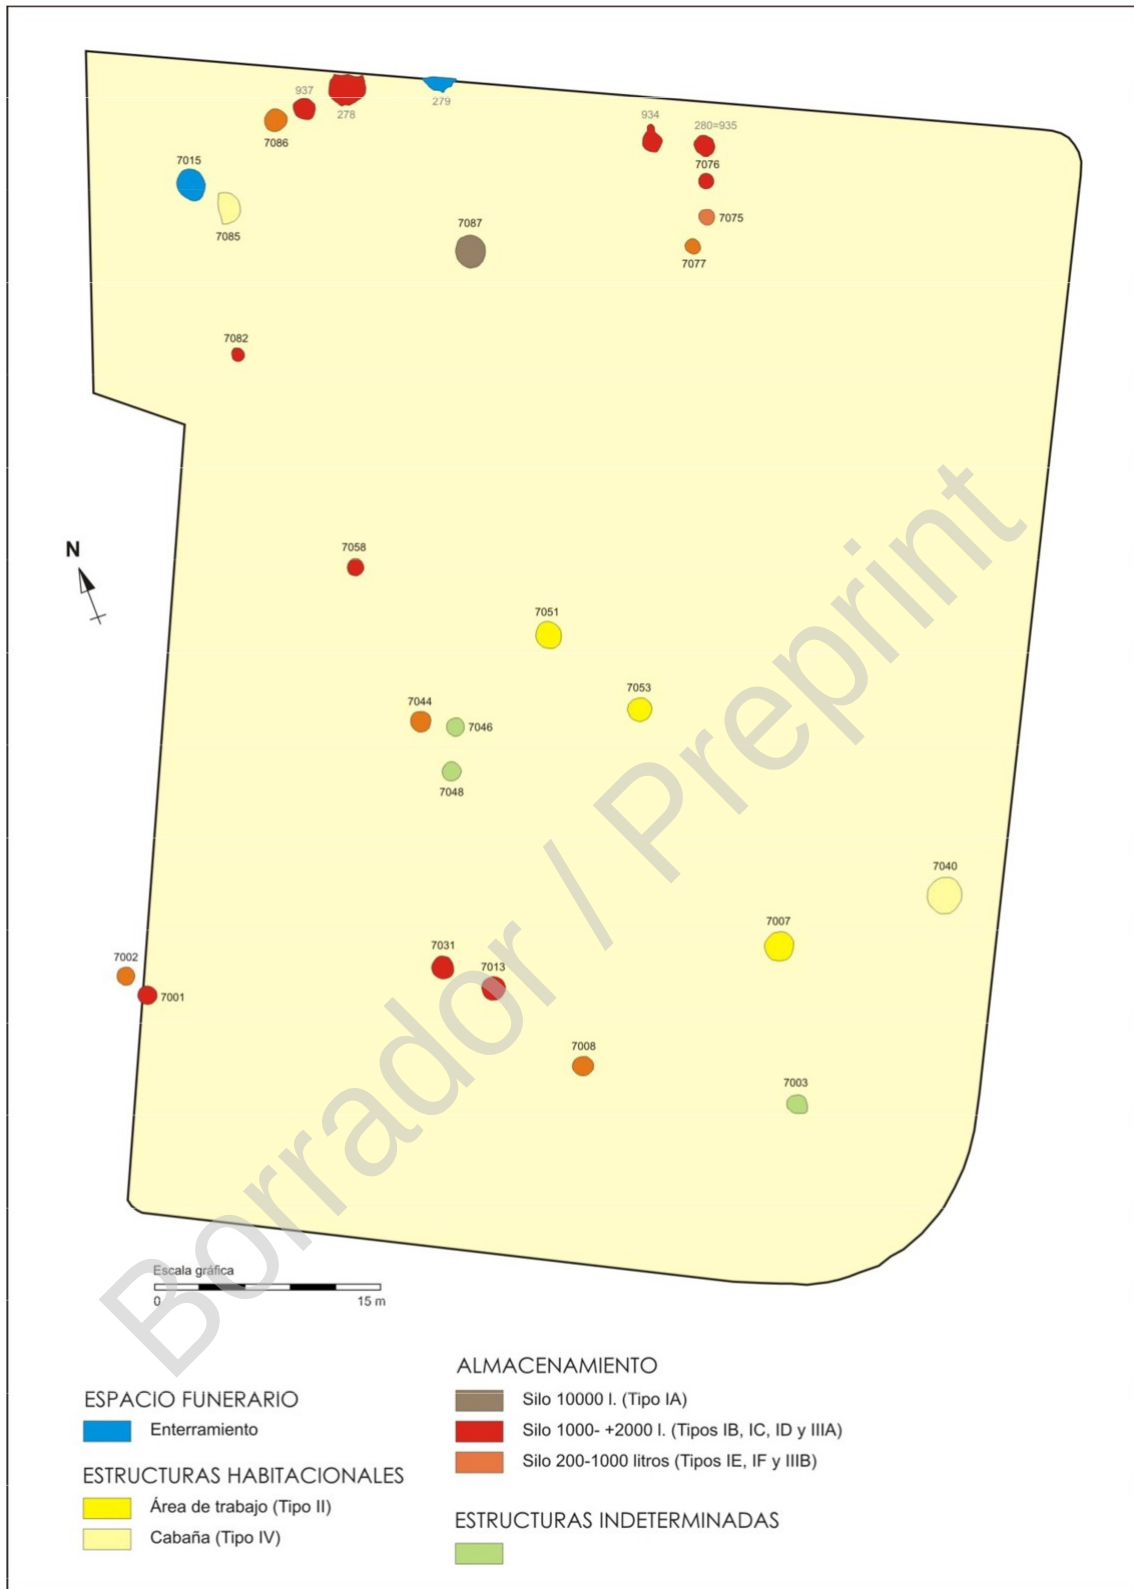 937
278
279
7086
934
280=935
7015
7076
7085
7075
7087
7077
7082
N
7058
7051
7053
7044
7046
7048
7040
7007
7002
7001
7031
7013
7008
7003
Borrador / Preprint
Escala gráfica
0 15 m
ESPACIO FUNERARIO
Enterramiento
ESTRUCTURAS HABITACIONALES
Área de trabajo (Tipo II)
Cabaña (Tipo IV)
ALMACENAMIENTO
Silo 10000 l. (Tipo IA)
Silo 1000- +2000 l. (Tipos IB, IC, ID y IIIA)
Silo 200-1000 litros (Tipos IE, IF y IIIB)
ESTRUCTURAS INDETERMINADAS